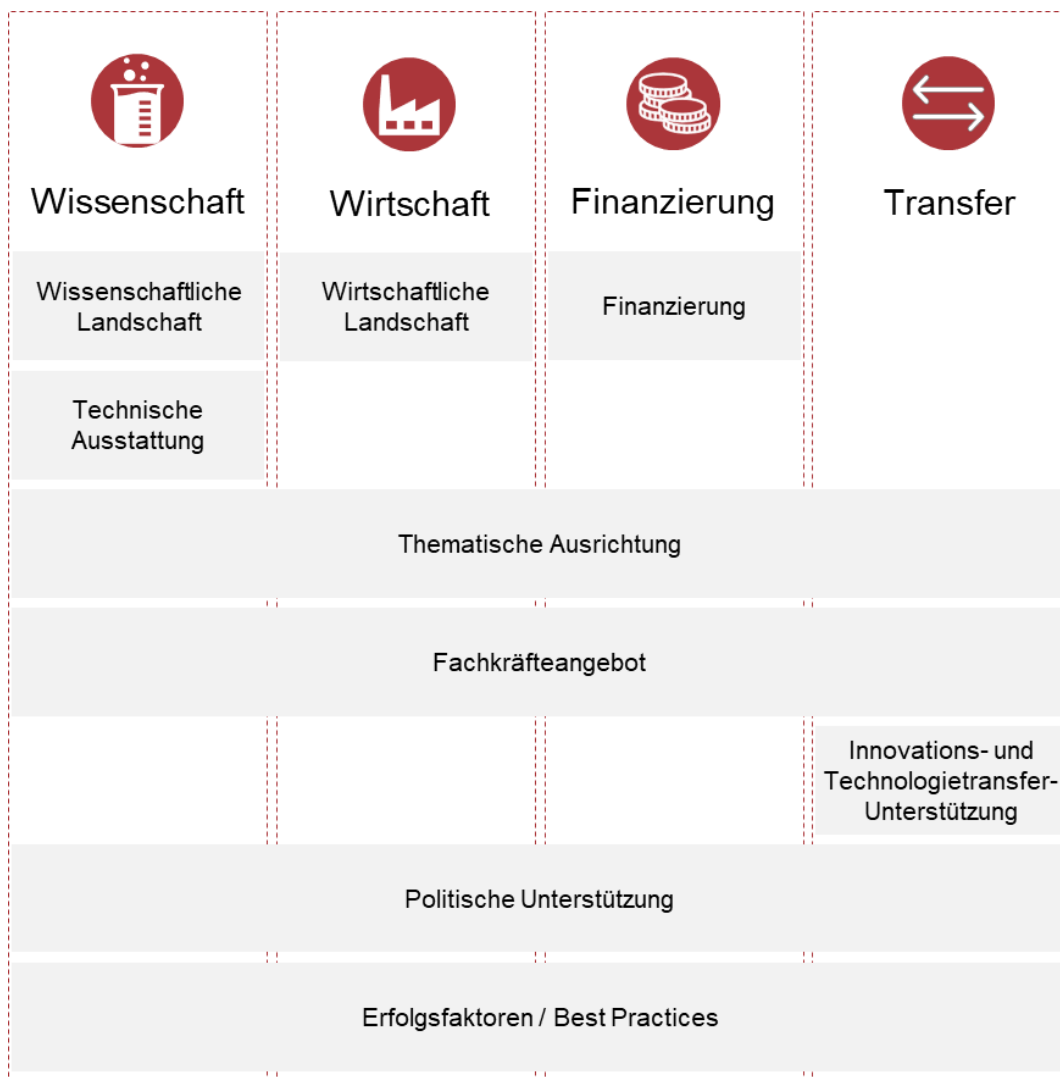 Wissenschaft
Wirtschaft
Finanzierung
Transfer
Wissenschaftliche
Landschaft
Wirtschaftliche
Landschaft
Finanzierung
Technische
Ausstattung
Thematische Ausrichtung
Fachkräfteangebot
Innovations- und
Technologietransfer-
Unterstützung
Politische Unterstützung
Erfolgsfaktoren / Best Practices